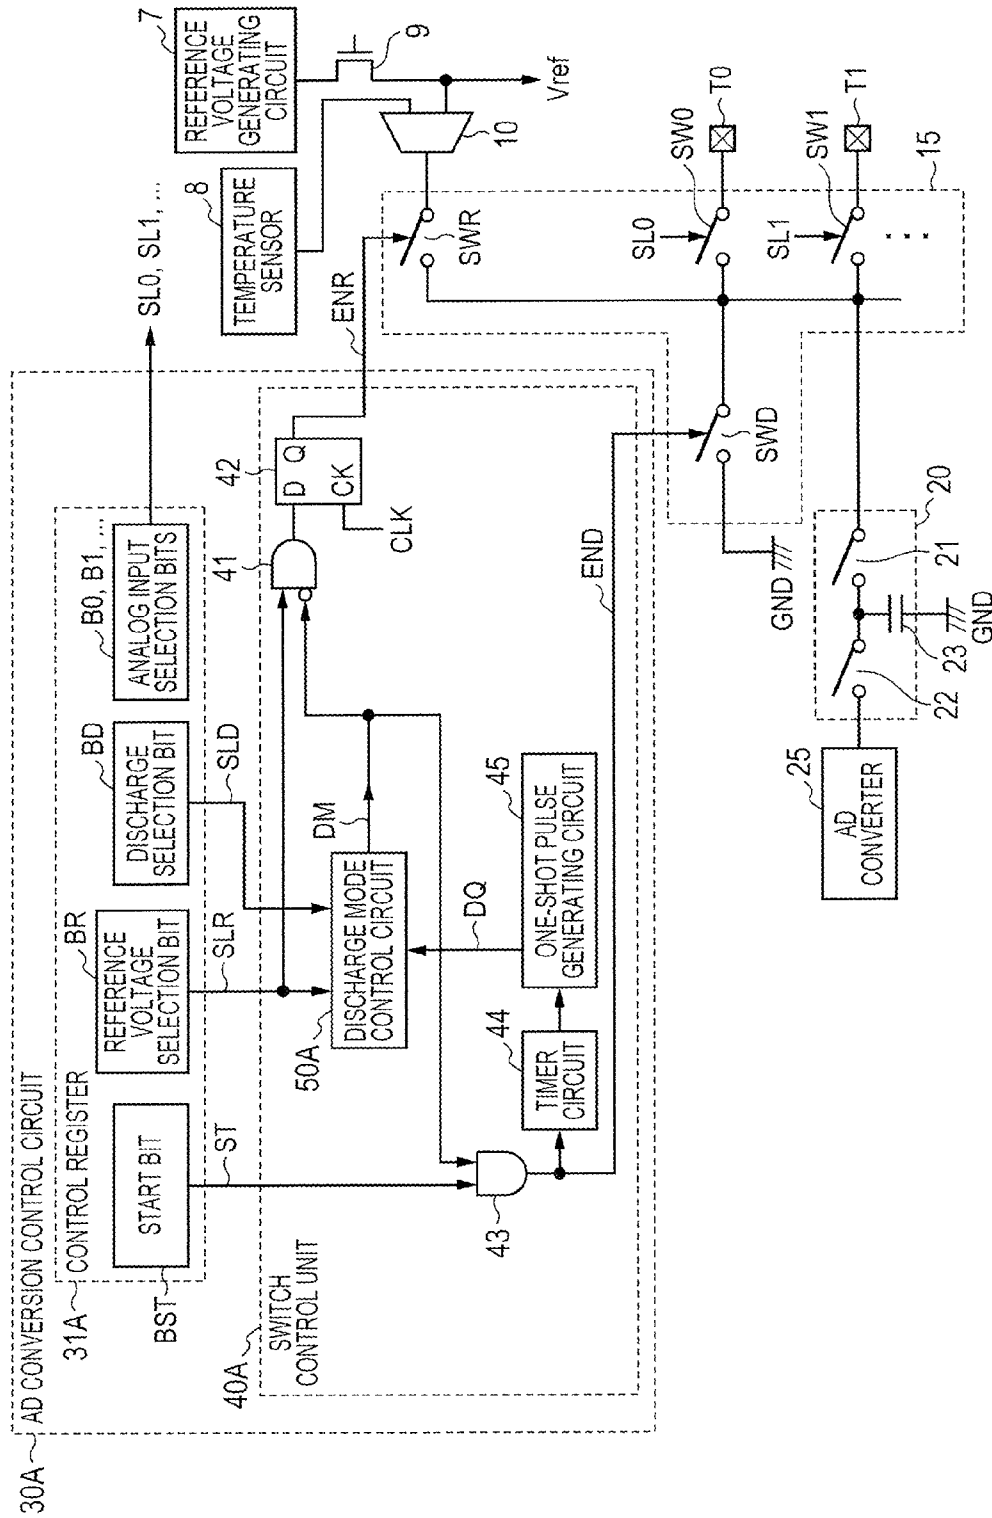 30A
AD CONVERSION CONTROL CIRCUIT
31A
CONTROL REGISTER
BST
START BIT
BR
REFERENCE
VOLTAGE
SELECTION BIT
BD
DISCHARGE
SELECTION BIT
B0, B1, ...
ANALOG INPUT
SELECTION BITS
SL0, SL1, ...
ST
SLR
SLD
40A
SWITCH
CONTROL UNIT
50A
DISCHARGE MODE
CONTROL CIRCUIT
DM
41
42
D
Q
CK
CLK
ENR
43
44
TIMER
CIRCUIT
DQ
45
ONE-SHOT PULSE
GENERATING CIRCUIT
END
8
TEMPERATURE
SENSOR
7
REFERENCE
VOLTAGE
GENERATING
CIRCUIT
9
Vref
10
SWR
SL0
SW0
T0
SL1
SW1
T1
15
SWD
GND
25
AD
CONVERTER
20
22
23
21
GND